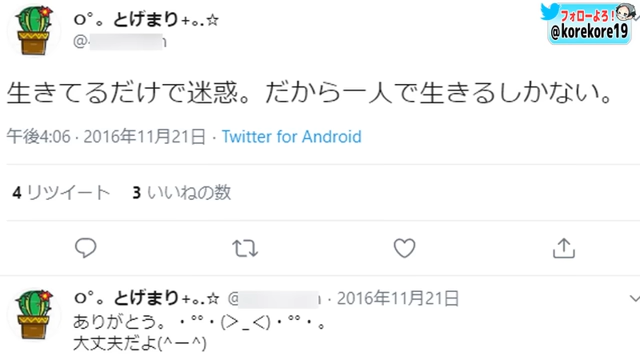 フォローよろ!
@korekore19
o°。とげまり+｡.☆
@
生きてるだけで迷惑。だから一人で生きるしかない。
午後4:06 · 2016年11月21日 · Twitter for Android
4 リツイート 3 いいねの数
o°。とげまり+｡.☆ @ · 2016年11月21日
ありがとう。・°°・(>_<)・°°・。
大丈夫だよ(^ー^)